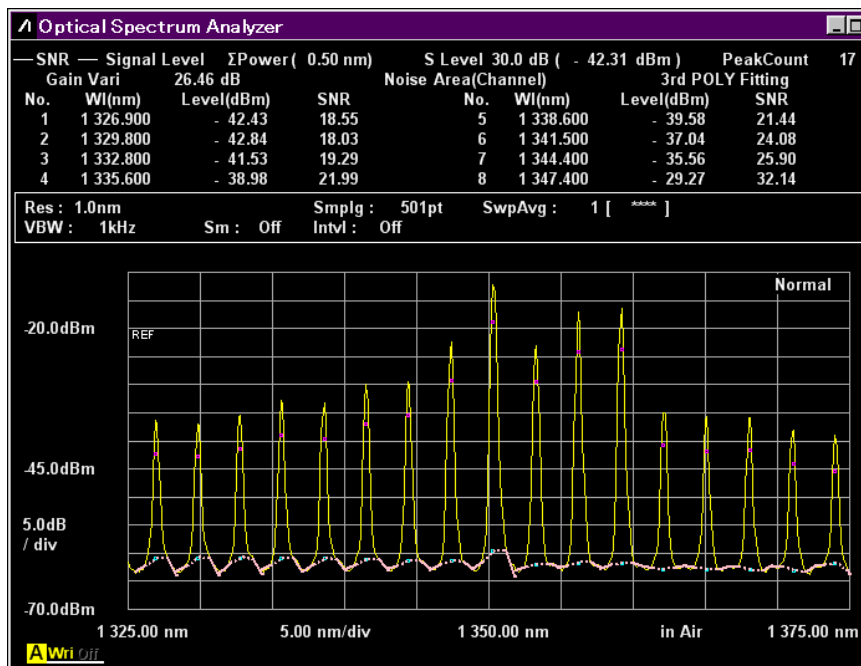 Optical Spectrum Analyzer
SNR — Signal Level ΣPower( 0.50 nm) S Level 30.0 dB ( - 42.31 dBm ) PeakCount 17
Gain Vari 26.46 dB Noise Area(Channel) 3rd POLY Fitting
No. Wl(nm) Level(dBm) SNR No. Wl(nm) Level(dBm) SNR
1 1 326.900 - 42.43 18.55 5 1 338.600 - 39.58 21.44
2 1 329.800 - 42.84 18.03 6 1 341.500 - 37.04 24.08
3 1 332.800 - 41.53 19.29 7 1 344.400 - 35.56 25.90
4 1 335.600 - 38.98 21.99 8 1 347.400 - 29.27 32.14
Res : 1.0nm Smplg : 501pt SwpAvg : 1 [ **** ]
VBW : 1kHz Sm : Off Intvl : Off
Normal
-20.0dBm
REF
-45.0dBm
5.0dB
/ div
-70.0dBm
1 325.00 nm 5.00 nm/div 1 350.00 nm in Air 1 375.00 nm
A Wri Off